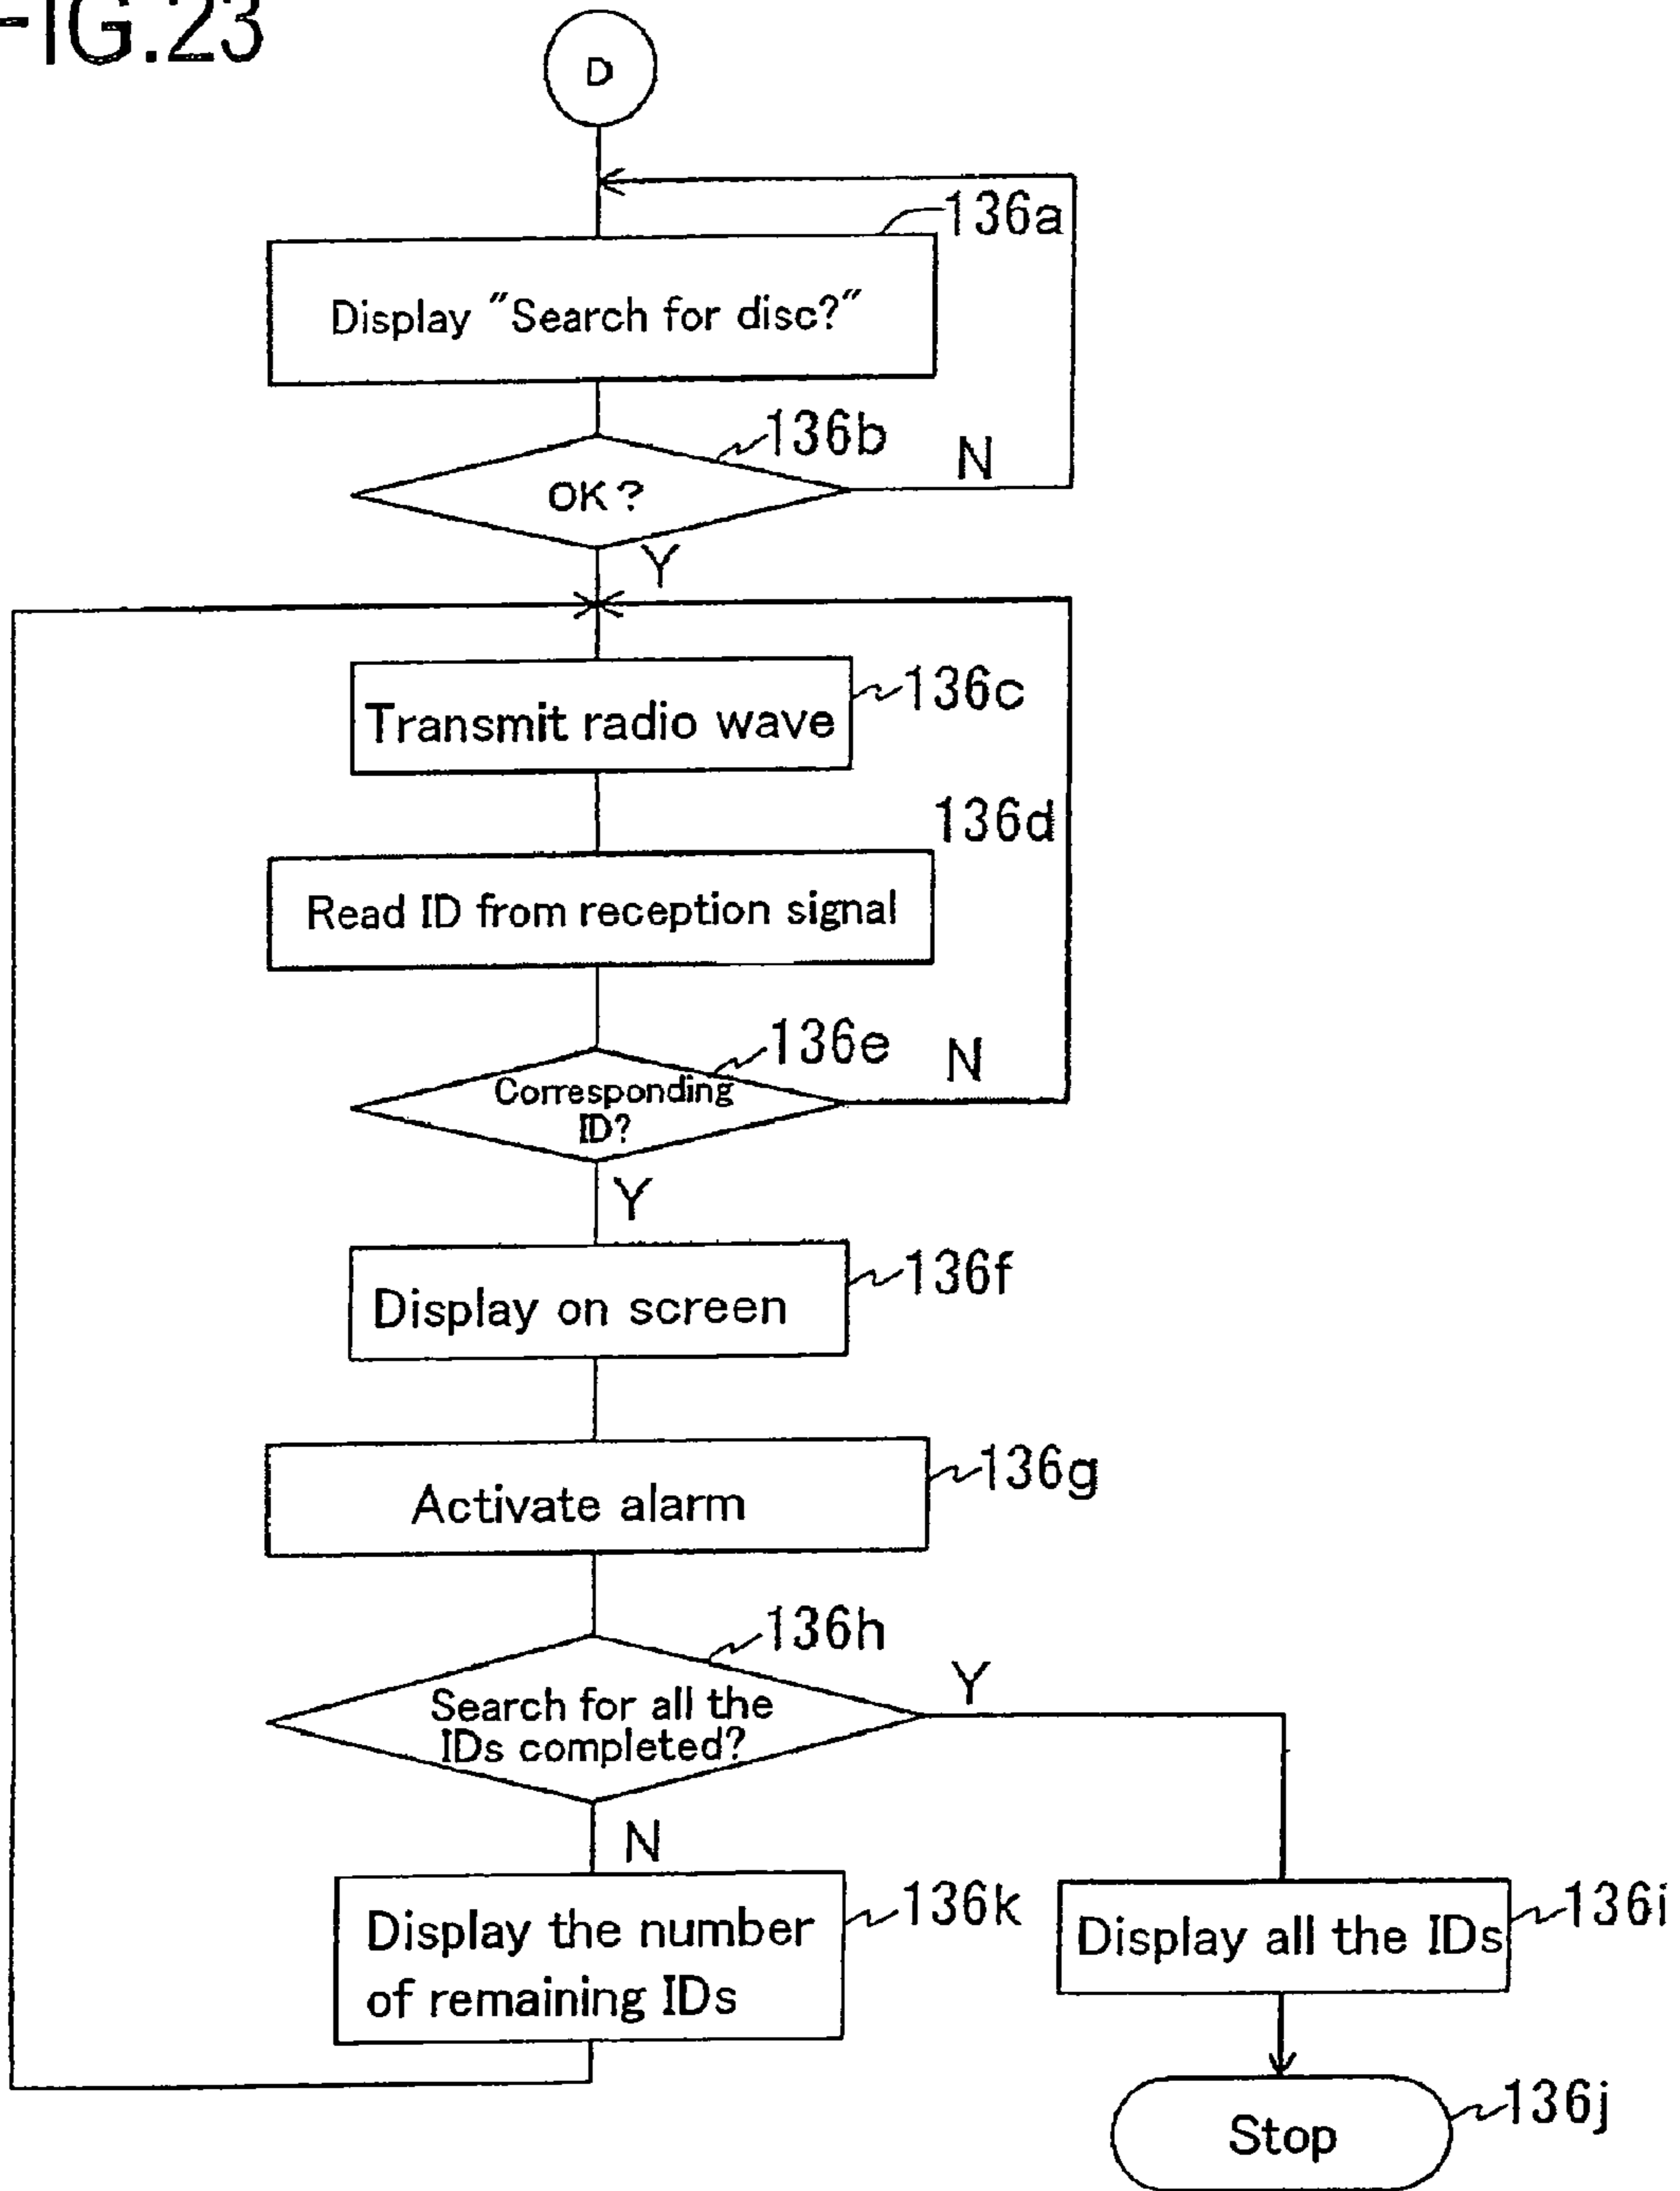 FIG.23
D
136a
Display "Search for disc?"
136b
N
OK?
Y
136c
Transmit radio wave
136d
Read ID from reception signal
136e
N
Corresponding
ID?
Y
136f
Display on screen
136g
Activate alarm
136h
Y
Search for all the
IDs completed?
N
136k
Display the number
of remaining IDs
136i
Display all the IDs
136j
Stop